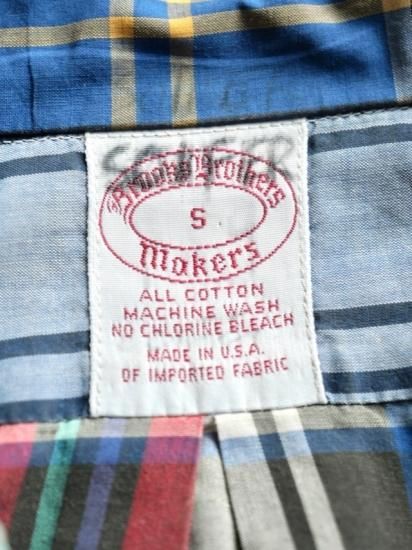 Brooks Brothers
S
Makers
ALL COTTON
MACHINE WASH
NO CHLORINE BLEACH
MADE IN U.S.A.
OF IMPORTED FABRIC